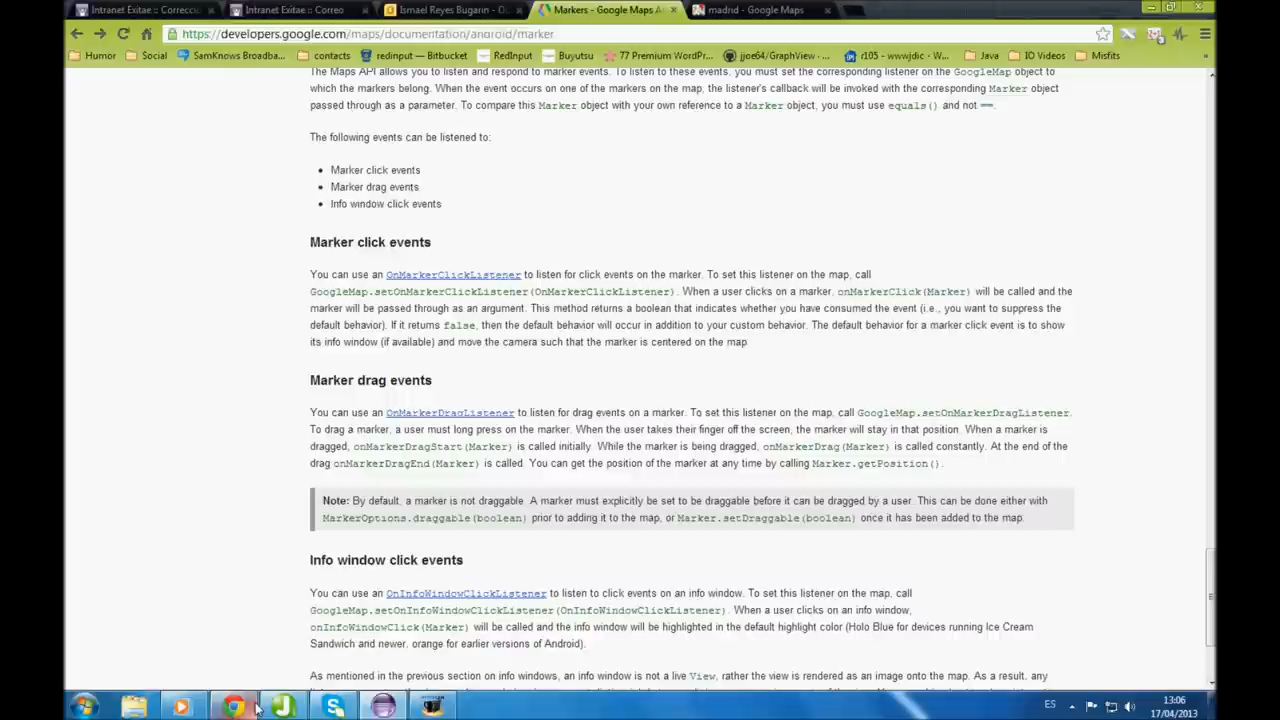 Intranet Exitae :: Correcci
Intranet Exitae :: Correo
Ismael Reyes Bugarin - O
Markers - Google Maps A
madrid - Google Maps
https://developers.google.com/maps/documentation/android/marker
Humor
Social
SamKnows Broadba...
contacts
redinput — Bitbucket
RedInput
Buyutsu
77 Premium WordPr...
jjoe64/GraphView · ...
r105 - wwwjdic - W...
Java
IO Videos
Misfits
The Maps API allows you to listen and respond to marker events. To listen to these events, you must set the corresponding listener on the GoogleMap object to
which the markers belong. When the event occurs on one of the markers on the map, the listener's callback will be invoked with the corresponding Marker object
passed through as a parameter. To compare this Marker object with your own reference to a Marker object, you must use equals() and not ==.
The following events can be listened to:
• Marker click events
• Marker drag events
• Info window click events
Marker click events
You can use an OnMarkerClickListener to listen for click events on the marker. To set this listener on the map, call
GoogleMap.setOnMarkerClickListener(OnMarkerClickListener). When a user clicks on a marker, onMarkerClick(Marker) will be called and the
marker will be passed through as an argument. This method returns a boolean that indicates whether you have consumed the event (i.e., you want to suppress the
default behavior). If it returns false, then the default behavior will occur in addition to your custom behavior. The default behavior for a marker click event is to show
its info window (if available) and move the camera such that the marker is centered on the map.
Marker drag events
You can use an OnMarkerDragListener to listen for drag events on a marker. To set this listener on the map, call GoogleMap.setOnMarkerDragListener.
To drag a marker, a user must long press on the marker. When the user takes their finger off the screen, the marker will stay in that position. When a marker is
dragged, onMarkerDragStart(Marker) is called initially. While the marker is being dragged, onMarkerDrag(Marker) is called constantly. At the end of the
drag onMarkerDragEnd(Marker) is called. You can get the position of the marker at any time by calling Marker.getPosition().
Note: By default, a marker is not draggable. A marker must explicitly be set to be draggable before it can be dragged by a user. This can be done either with
MarkerOptions.draggable(boolean) prior to adding it to the map, or Marker.setDraggable(boolean) once it has been added to the map.
Info window click events
You can use an OnInfoWindowClickListener to listen to click events on an info window. To set this listener on the map, call
GoogleMap.setOnInfoWindowClickListener(OnInfoWindowClickListener). When a user clicks on an info window,
onInfoWindowClick(Marker) will be called and the info window will be highlighted in the default highlight color (Holo Blue for devices running Ice Cream
Sandwich and newer, orange for earlier versions of Android).
As mentioned in the previous section on info windows, an info window is not a live View, rather the view is rendered as an image onto the map. As a result, any
ES
13:06
17/04/2013